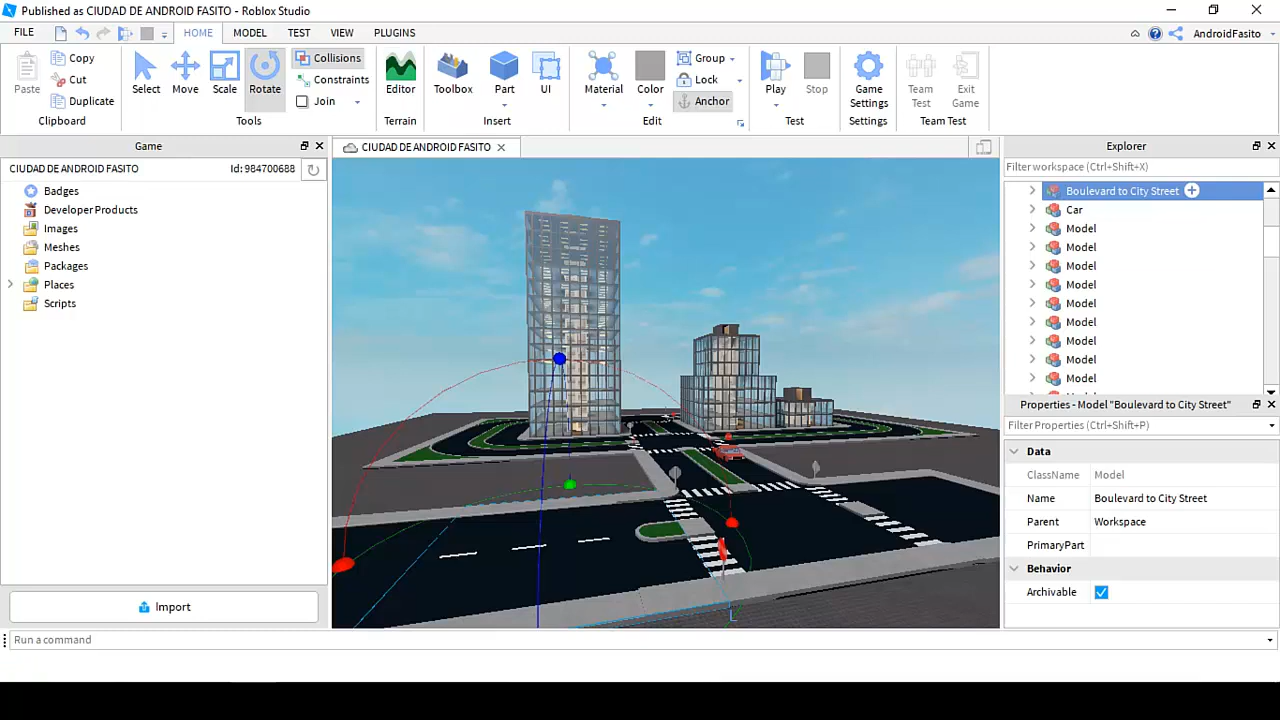 Published as CIUDAD DE ANDROID FASITO - Roblox Studio
FILE HOME MODEL TEST VIEW PLUGINS AndroidFasito
Paste Copy Cut Duplicate Clipboard
Select Move Scale Rotate Collisions Constraints Join Tools
Editor Terrain
Toolbox Part UI Insert
Material Color Group Lock Anchor Edit
Play Stop Test
Game Settings Settings
Team Test Exit Game Team Test
Game
CIUDAD DE ANDROID FASITO Id: 984700688
Badges
Developer Products
Images
Meshes
Packages
Places
Scripts
Import
CIUDAD DE ANDROID FASITO
Explorer
Filter workspace (Ctrl+Shift+X)
Boulevard to City Street
Car
Model
Model
Model
Model
Model
Model
Model
Model
Model
Properties - Model "Boulevard to City Street"
Filter Properties (Ctrl+Shift+P)
Data
ClassName Model
Name Boulevard to City Street
Parent Workspace
PrimaryPart
Behavior
Archivable
Run a command